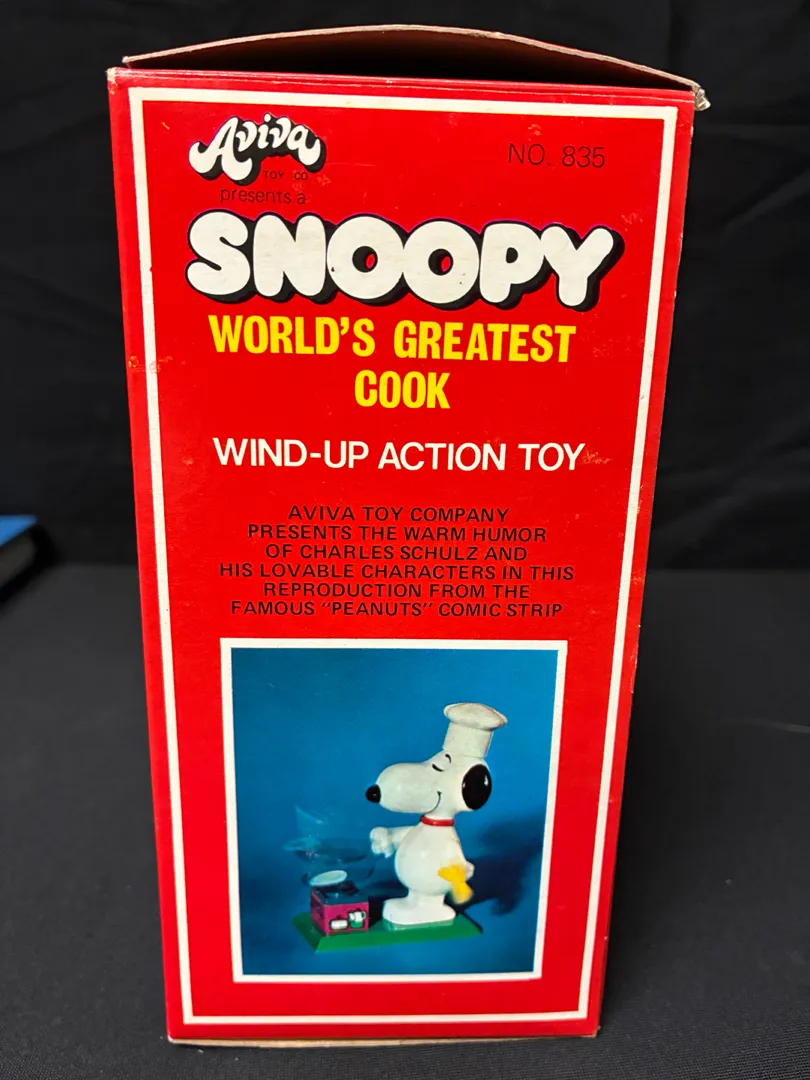 Aviva
NO. 835
TOY CO
presents a
SNOOPY
WORLD'S GREATEST
COOK
WIND-UP ACTION TOY
AVIVA TOY COMPANY
PRESENTS THE WARM HUMOR
OF CHARLES SCHULZ AND
HIS LOVABLE CHARACTERS IN THIS
REPRODUCTION FROM THE
FAMOUS "PEANUTS" COMIC STRIP